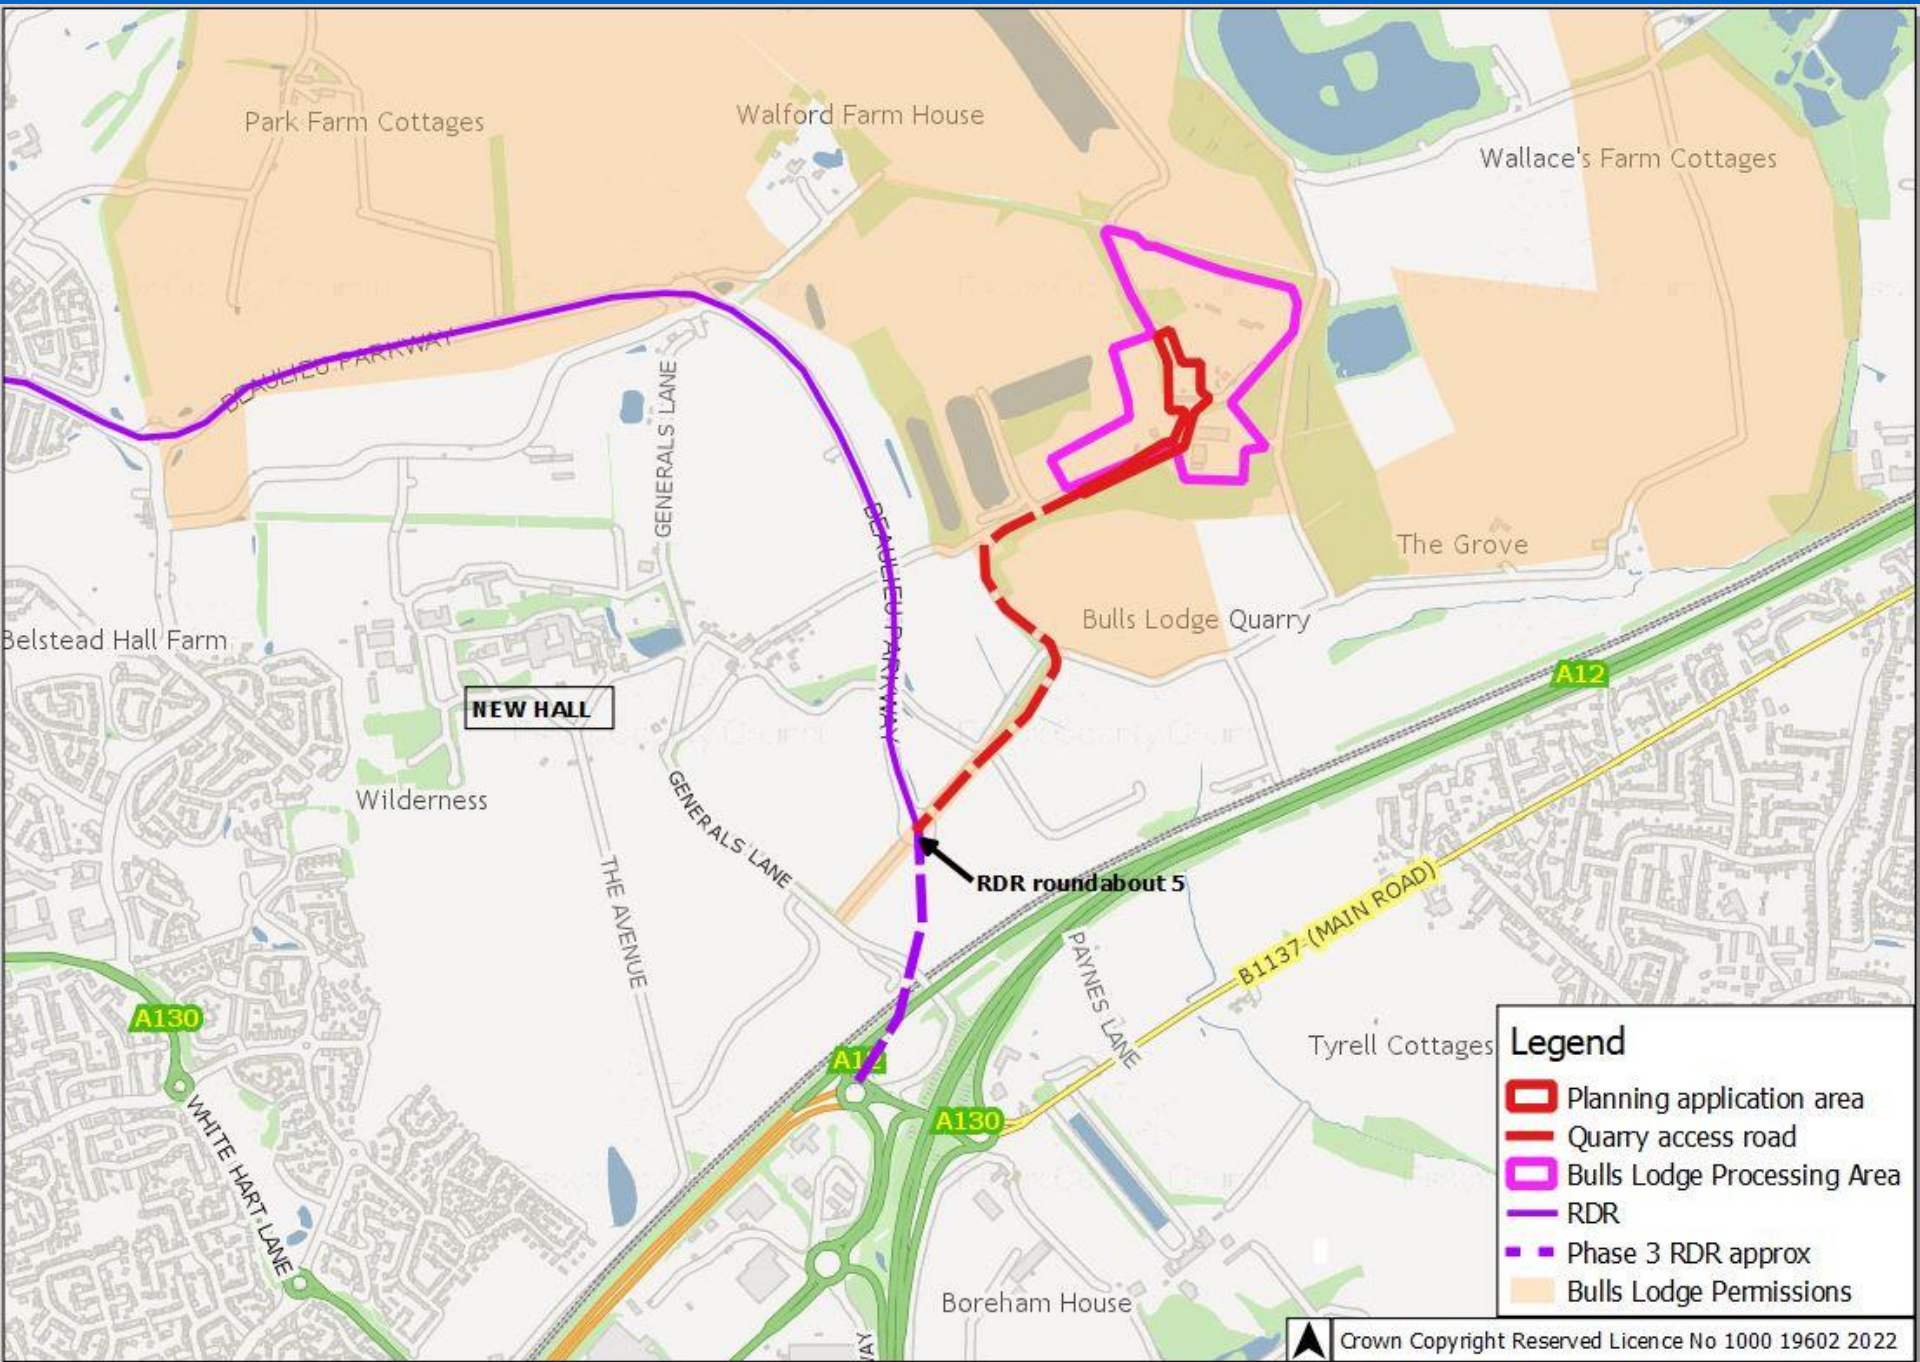 Park Farm Cottages
Walford Farm House
Wallace's Farm Cottages
BEAULIEU PARKWAY
GENERALS LANE
BEAULIEU PARKWAY
The Grove
Bulls Lodge Quarry
Belstead Hall Farm
A12
NEW HALL
Wilderness
GENERALS LANE
THE AVENUE
RDR roundabout 5
B1137 (MAIN ROAD)
PAYNES LANE
A130
A12
Tyrell Cottages
A130
WHITE HART LANE
Boreham House
Legend
Planning application area
Quarry access road
Bulls Lodge Processing Area
RDR
Phase 3 RDR approx
Bulls Lodge Permissions
Crown Copyright Reserved Licence No 1000 19602 2022